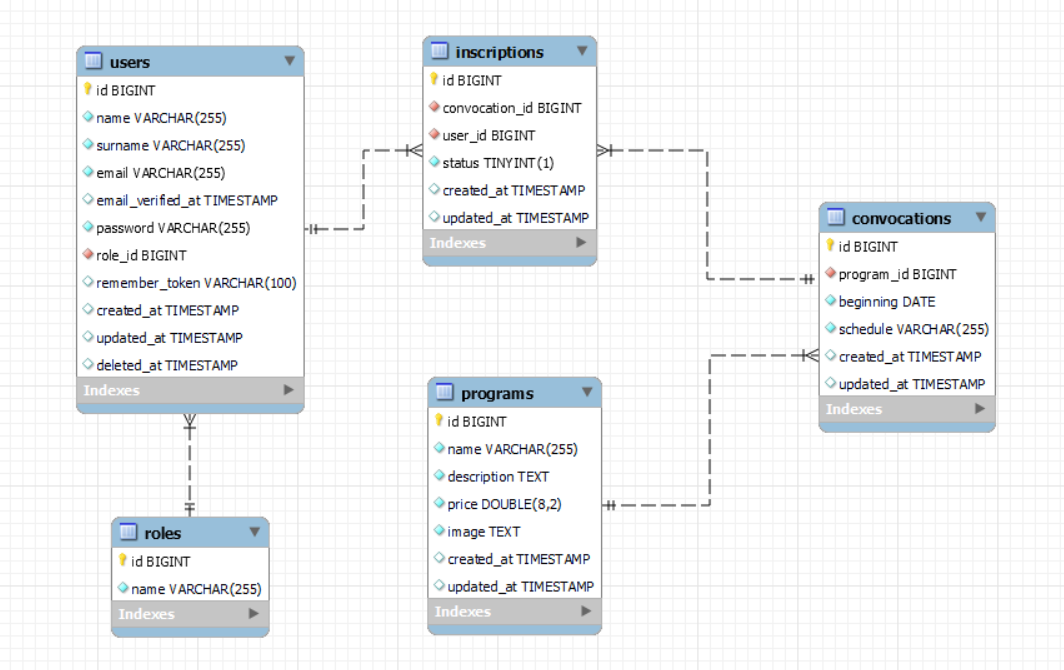 users
id BIGINT
name VARCHAR(255)
surname VARCHAR(255)
email VARCHAR(255)
email_verified_at TIMESTAMP
password VARCHAR(255)
role_id BIGINT
remember_token VARCHAR(100)
created_at TIMESTAMP
updated_at TIMESTAMP
deleted_at TIMESTAMP
Indexes
inscriptions
id BIGINT
convocation_id BIGINT
user_id BIGINT
status TINYINT(1)
created_at TIMESTAMP
updated_at TIMESTAMP
Indexes
convocations
id BIGINT
program_id BIGINT
beginning DATE
schedule VARCHAR(255)
created_at TIMESTAMP
updated_at TIMESTAMP
Indexes
programs
id BIGINT
name VARCHAR(255)
description TEXT
price DOUBLE(8,2)
image TEXT
created_at TIMESTAMP
updated_at TIMESTAMP
Indexes
roles
id BIGINT
name VARCHAR(255)
Indexes